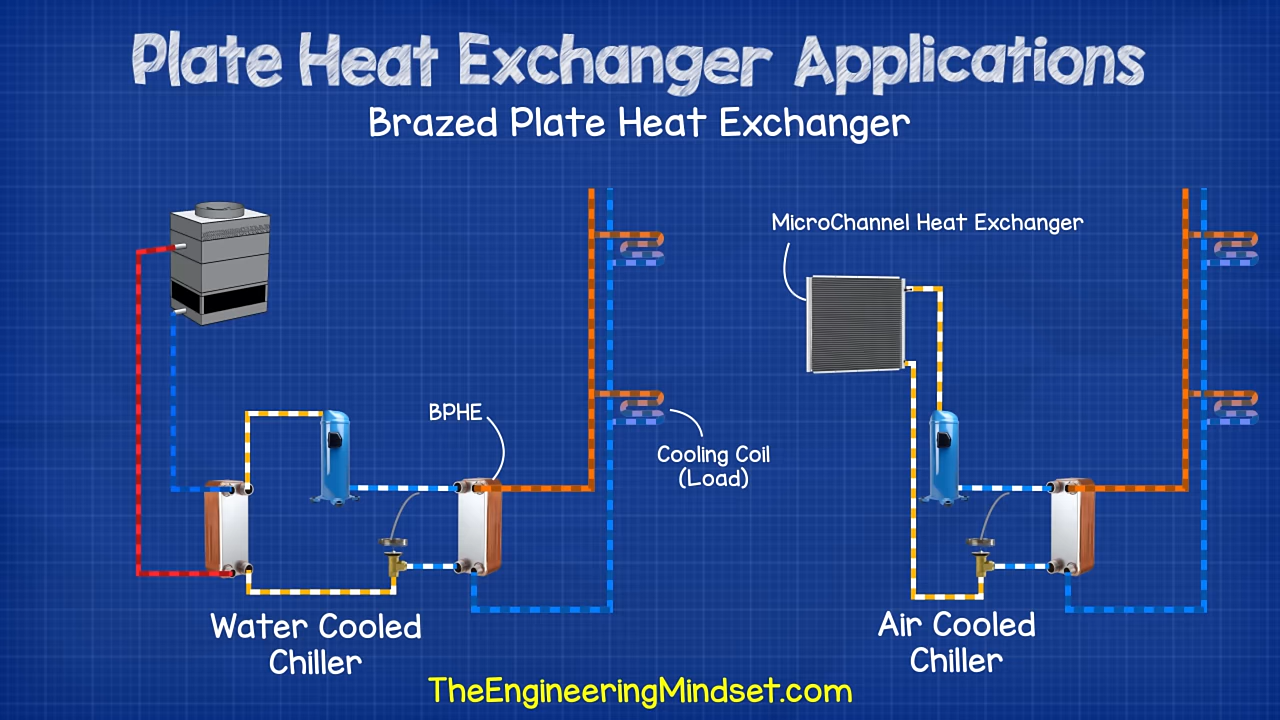 Plate Heat Exchanger Applications
Brazed Plate Heat Exchanger
MicroChannel Heat Exchanger
BPHE
Cooling Coil
(Load)
Water Cooled
Chiller
Air Cooled
Chiller
TheEngineeringMindset.com